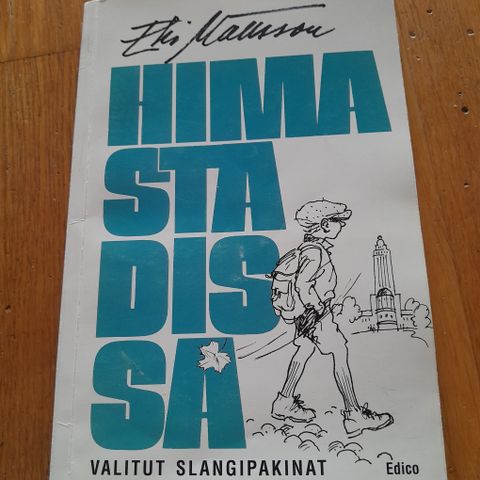 Eki Mattsson
HIMA
STA
DIS
SA
VALITUT SLANGIPAKINAT Edico